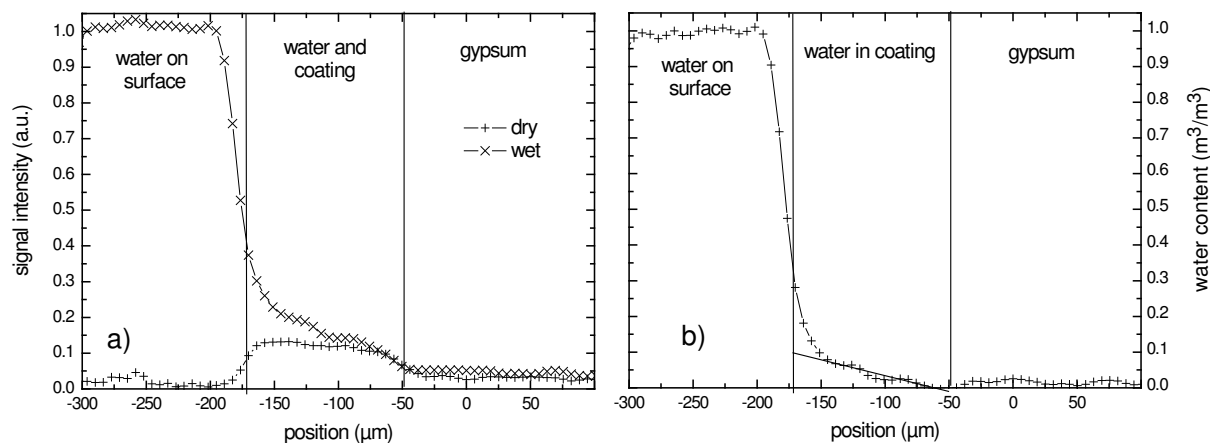 1.0
0.9
0.8
0.7
0.6
0.5
0.4
0.3
0.2
0.1
0.0
signal intensity (a.u.)
water on
surface
water and
coating
gypsum
dry
wet
a)
-300 -250 -200 -150 -100 -50 0 50
position (µm)
water on
surface
water in coating
gypsum
b)
-300 -250 -200 -150 -100 -50 0 50 100
position (µm)
1.0
0.9
0.8
0.7
0.6
0.5
0.4
0.3
0.2
0.1
0.0
water content (m³/m³)